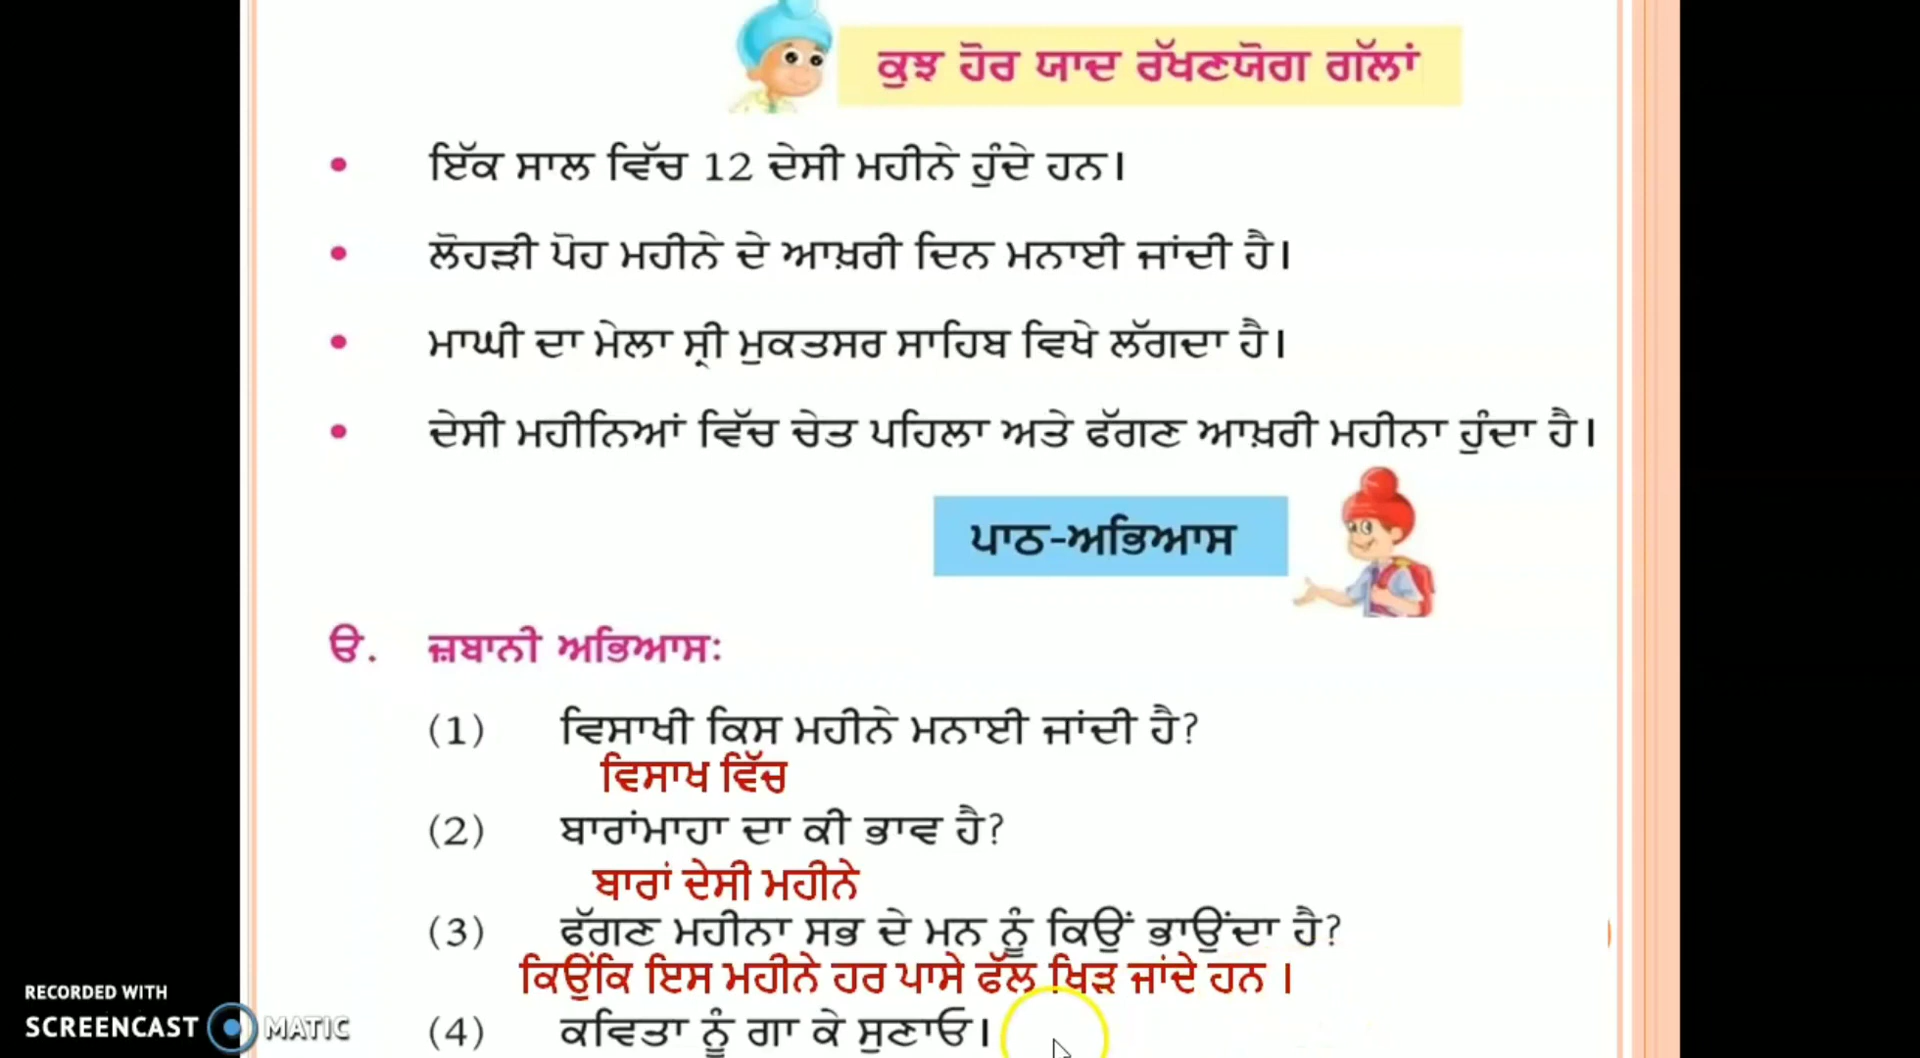 ਕੁਝ ਹੋਰ ਯਾਦ ਰੱਖਣਯੋਗ ਗੱਲਾਂ
• ਇੱਕ ਸਾਲ ਵਿੱਚ 12 ਦੇਸੀ ਮਹੀਨੇ ਹੁੰਦੇ ਹਨ।
• ਲੋਹੜੀ ਪੋਹ ਮਹੀਨੇ ਦੇ ਆਖ਼ਰੀ ਦਿਨ ਮਨਾਈ ਜਾਂਦੀ ਹੈ।
• ਮਾਘੀ ਦਾ ਮੇਲਾ ਸ੍ਰੀ ਮੁਕਤਸਰ ਸਾਹਿਬ ਵਿਖੇ ਲੱਗਦਾ ਹੈ।
• ਦੇਸੀ ਮਹੀਨਿਆਂ ਵਿੱਚ ਚੇਤ ਪਹਿਲਾ ਅਤੇ ਫੱਗਣ ਆਖ਼ਰੀ ਮਹੀਨਾ ਹੁੰਦਾ ਹੈ।
ਪਾਠ-ਅਭਿਆਸ
ੳ. ਜ਼ਬਾਨੀ ਅਭਿਆਸ:
(1) ਵਿਸਾਖੀ ਕਿਸ ਮਹੀਨੇ ਮਨਾਈ ਜਾਂਦੀ ਹੈ?
ਵਿਸਾਖ ਵਿੱਚ
(2) ਬਾਰਾਂਮਾਹਾ ਦਾ ਕੀ ਭਾਵ ਹੈ?
ਬਾਰਾਂ ਦੇਸੀ ਮਹੀਨੇ
(3) ਫੱਗਣ ਮਹੀਨਾ ਸਭ ਦੇ ਮਨ ਨੂੰ ਕਿਉਂ ਭਾਉਂਦਾ ਹੈ?
ਕਿਉਂਕਿ ਇਸ ਮਹੀਨੇ ਹਰ ਪਾਸੇ ਫੱਲ ਖਿੜ ਜਾਂਦੇ ਹਨ ।
(4) ਕਵਿਤਾ ਨੂੰ ਗਾ ਕੇ ਸੁਣਾਓ।
RECORDED WITH
SCREENCAST MATIC